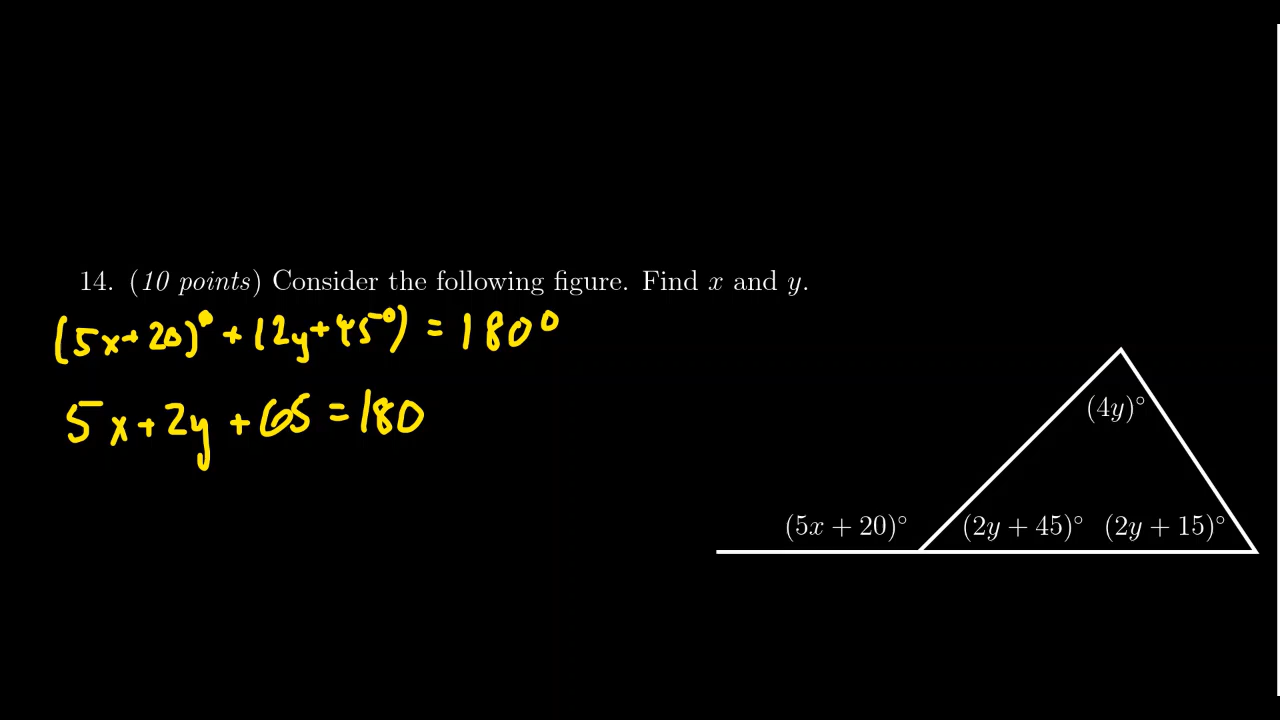 14. (10 points) Consider the following figure. Find x and y.
(5x+20)° + (2y+45°) = 180°
5x+2y+65=180
(4y)°
(5x + 20)° (2y + 45)° (2y + 15)°